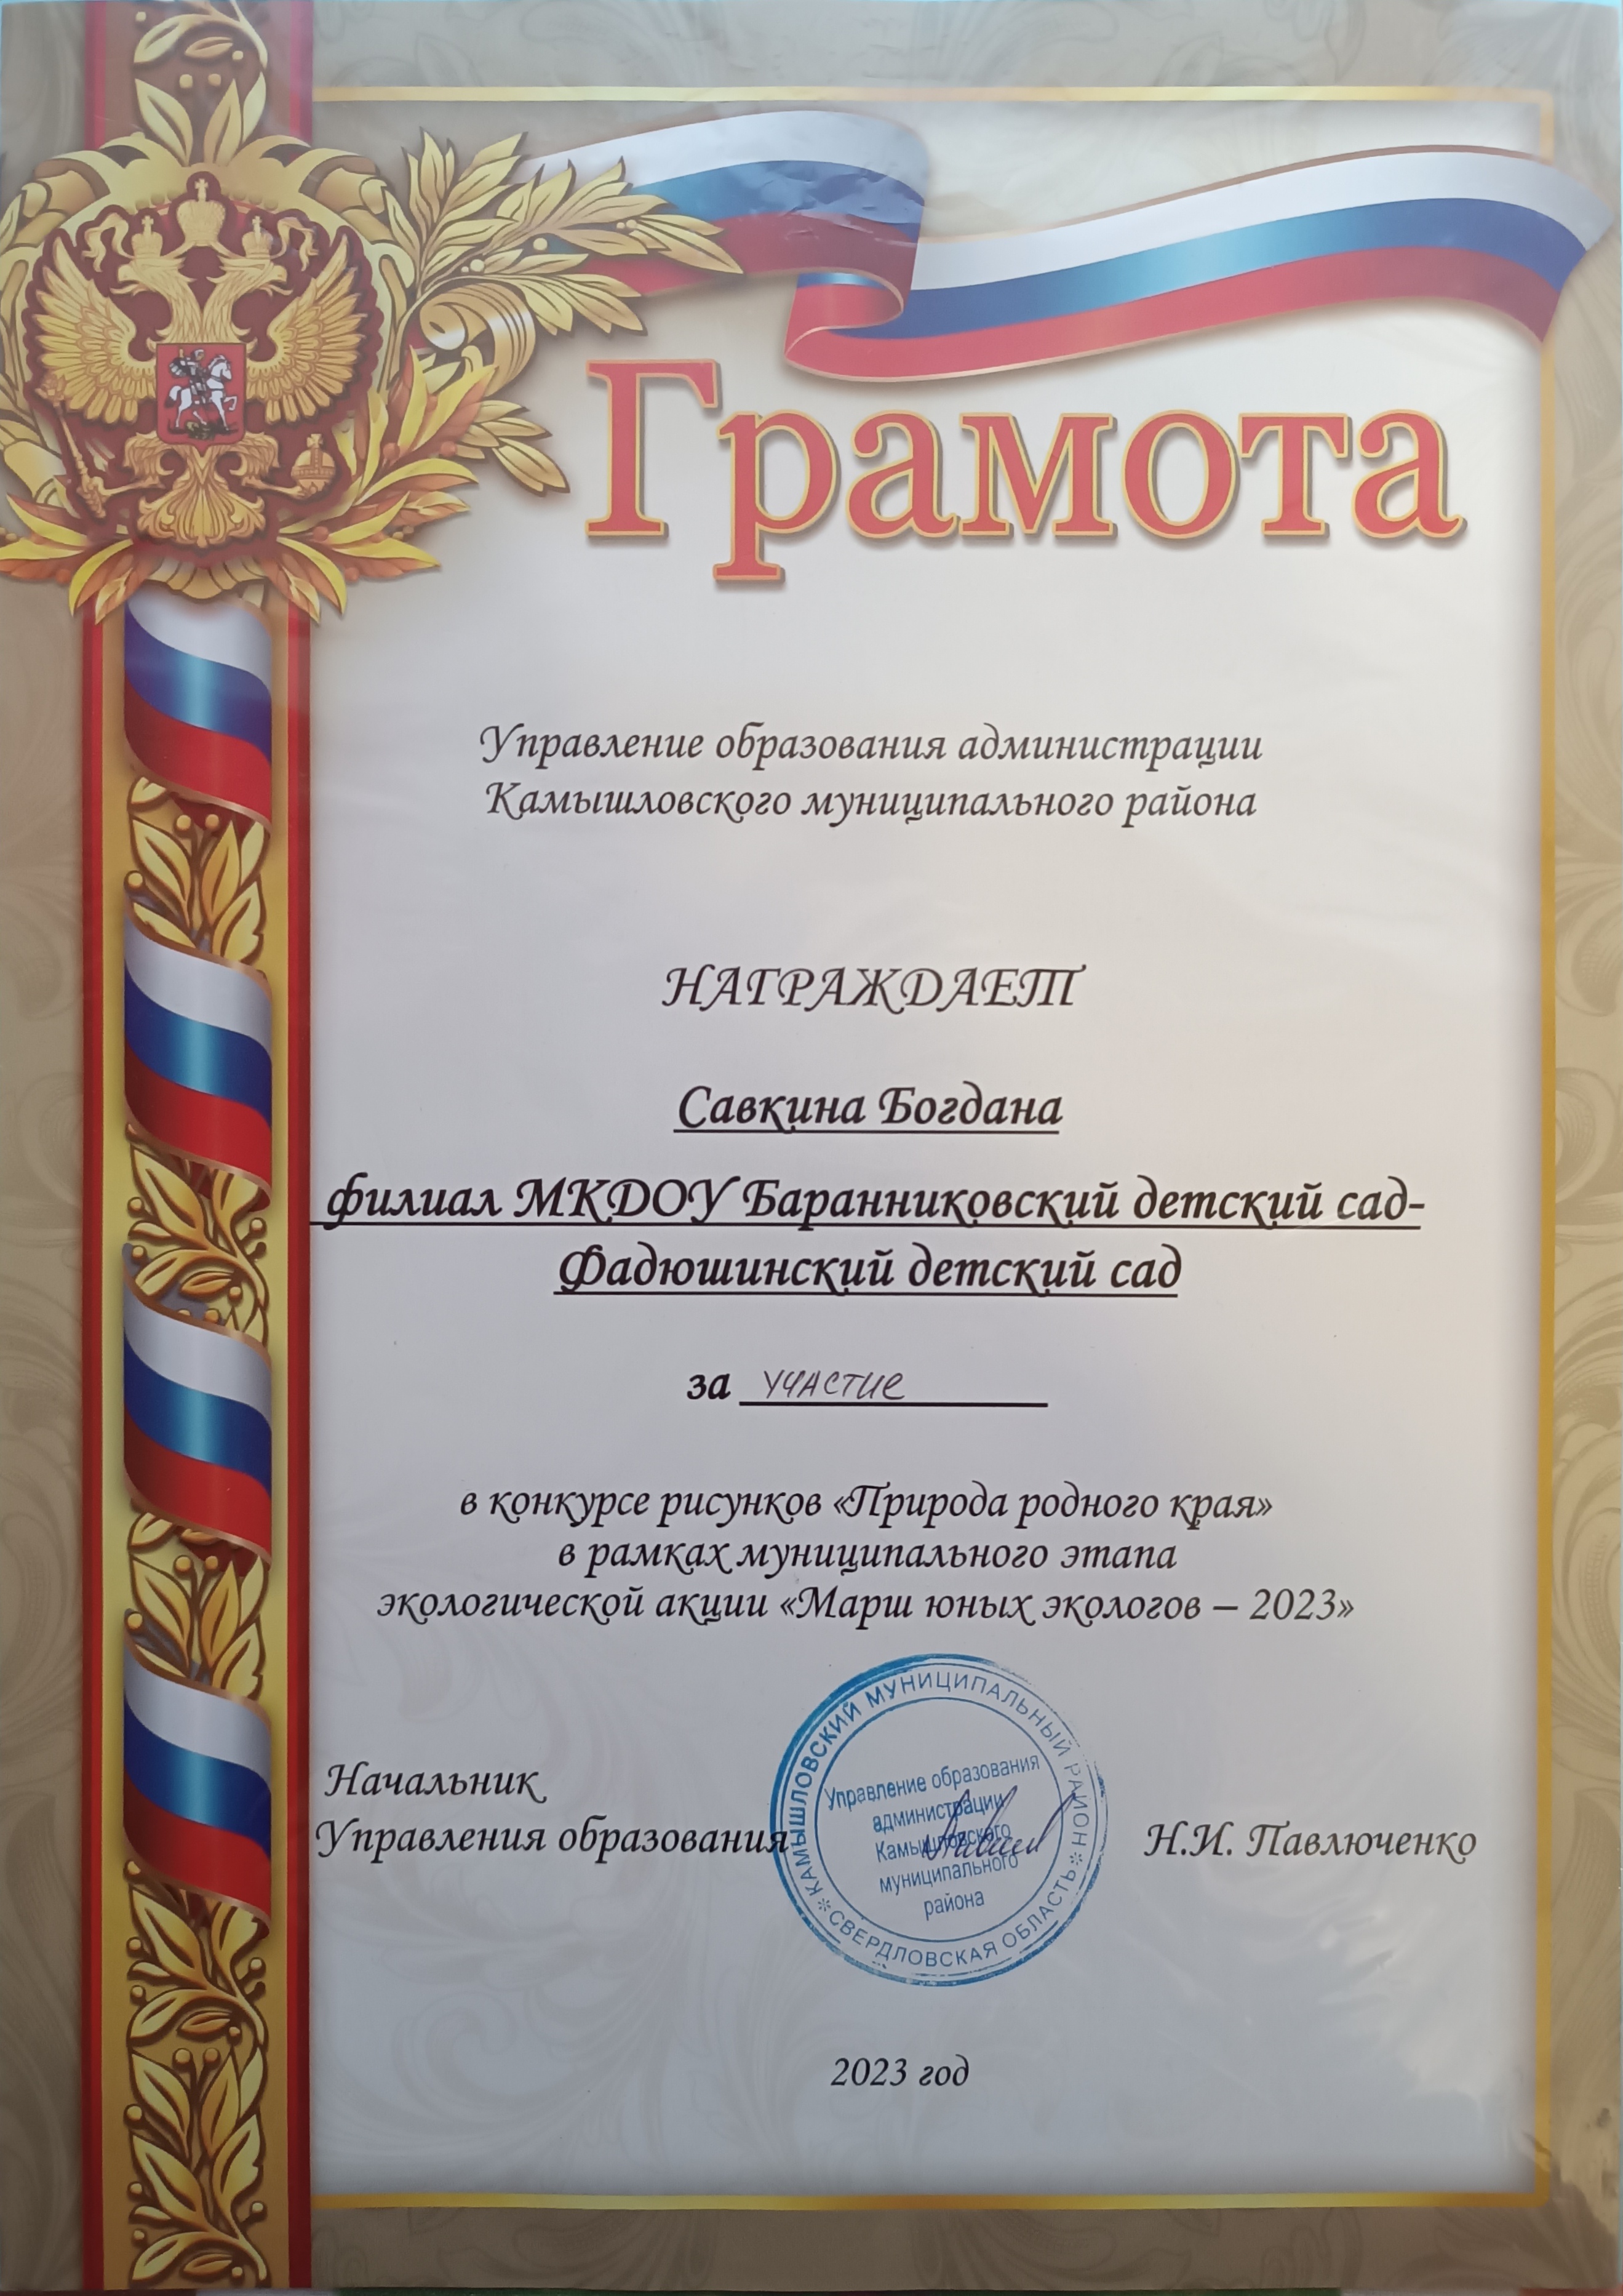 Грамота
Управление образования администрации
Камышловского муниципального района
НАГРАЖДАЕТ
Савкина Богдана
филиал МКДОУ Баранниковский детский сад-
Фадюшинский детский сад
за участие
в конкурсе рисунков «Природа родного края»
в рамках муниципального этапа
экологической акции «Марш юных экологов – 2023»
Начальник
Управления образования
Н.И. Павлюченко
КАМЫШЛОВСКИЙ МУНИЦИПАЛЬНЫЙ РАЙОН
СВЕРДЛОВСКАЯ ОБЛАСТЬ
Управление образования
администрации
Камышловского
муниципального
района
2023 год